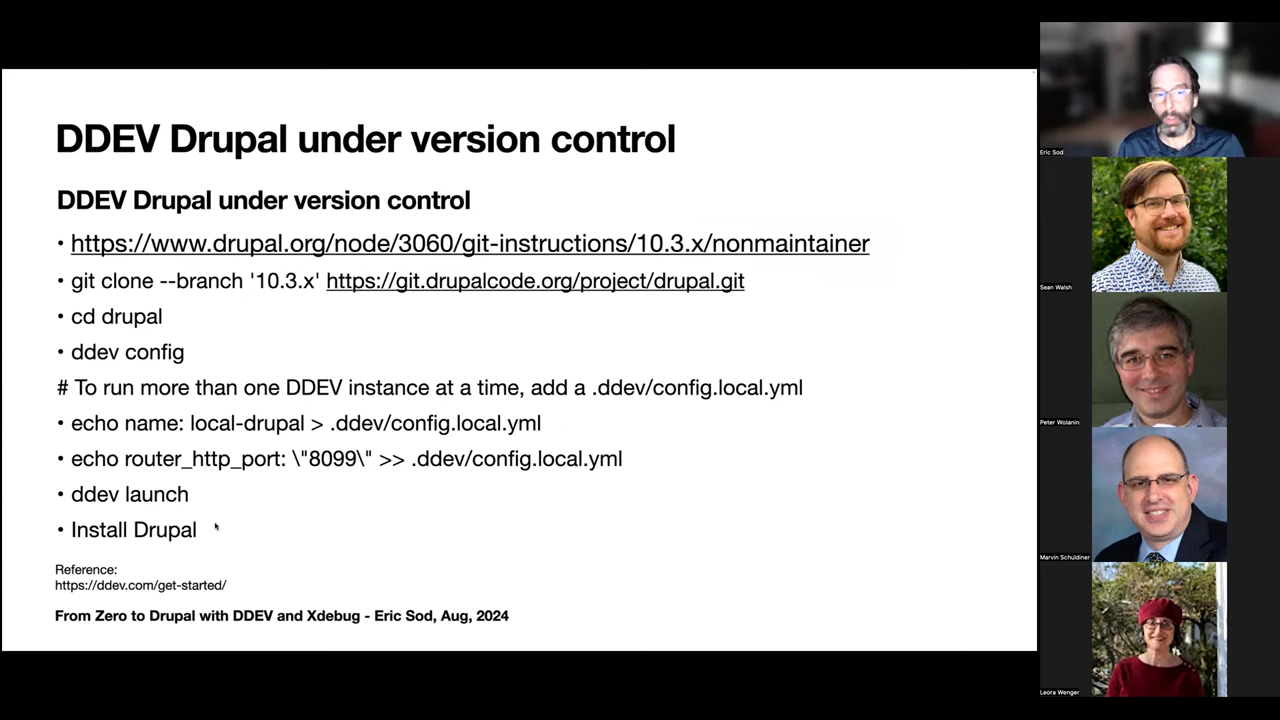 DDEV Drupal under version control
DDEV Drupal under version control
• https://www.drupal.org/node/3060/git-instructions/10.3.x/nonmaintainer
• git clone --branch '10.3.x' https://git.drupalcode.org/project/drupal.git
• cd drupal
• ddev config
# To run more than one DDEV instance at a time, add a .ddev/config.local.yml
• echo name: local-drupal > .ddev/config.local.yml
• echo router_http_port: \"8099\" >> .ddev/config.local.yml
• ddev launch
• Install Drupal
Reference:
https://ddev.com/get-started/
From Zero to Drupal with DDEV and Xdebug - Eric Sod, Aug, 2024
Eric Sod
Sean Walsh
Peter Wolanin
Marvin Schuldiner
Leora Wenger